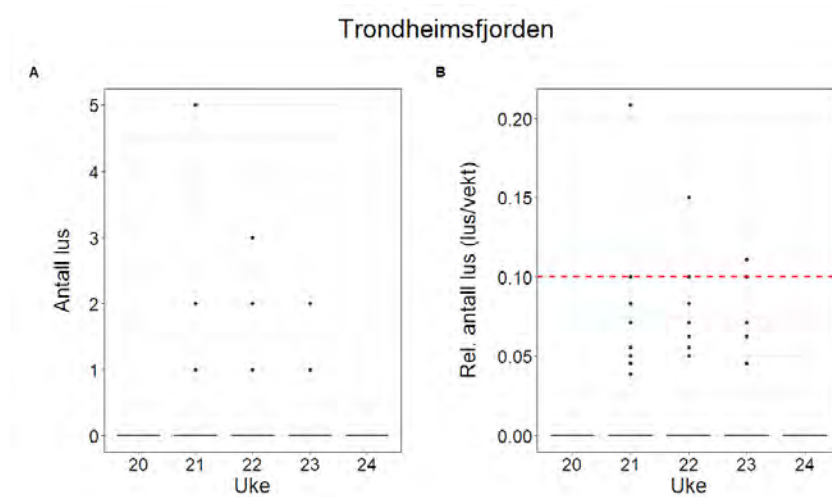 Trondheimsfjorden
A
B
Antall lus
5
4
3
2
1
0
20 21 22 23 24
Uke
Rel. antall lus (lus/vekt)
0.20
0.15
0.10
0.05
0.00
20 21 22 23 24
Uke